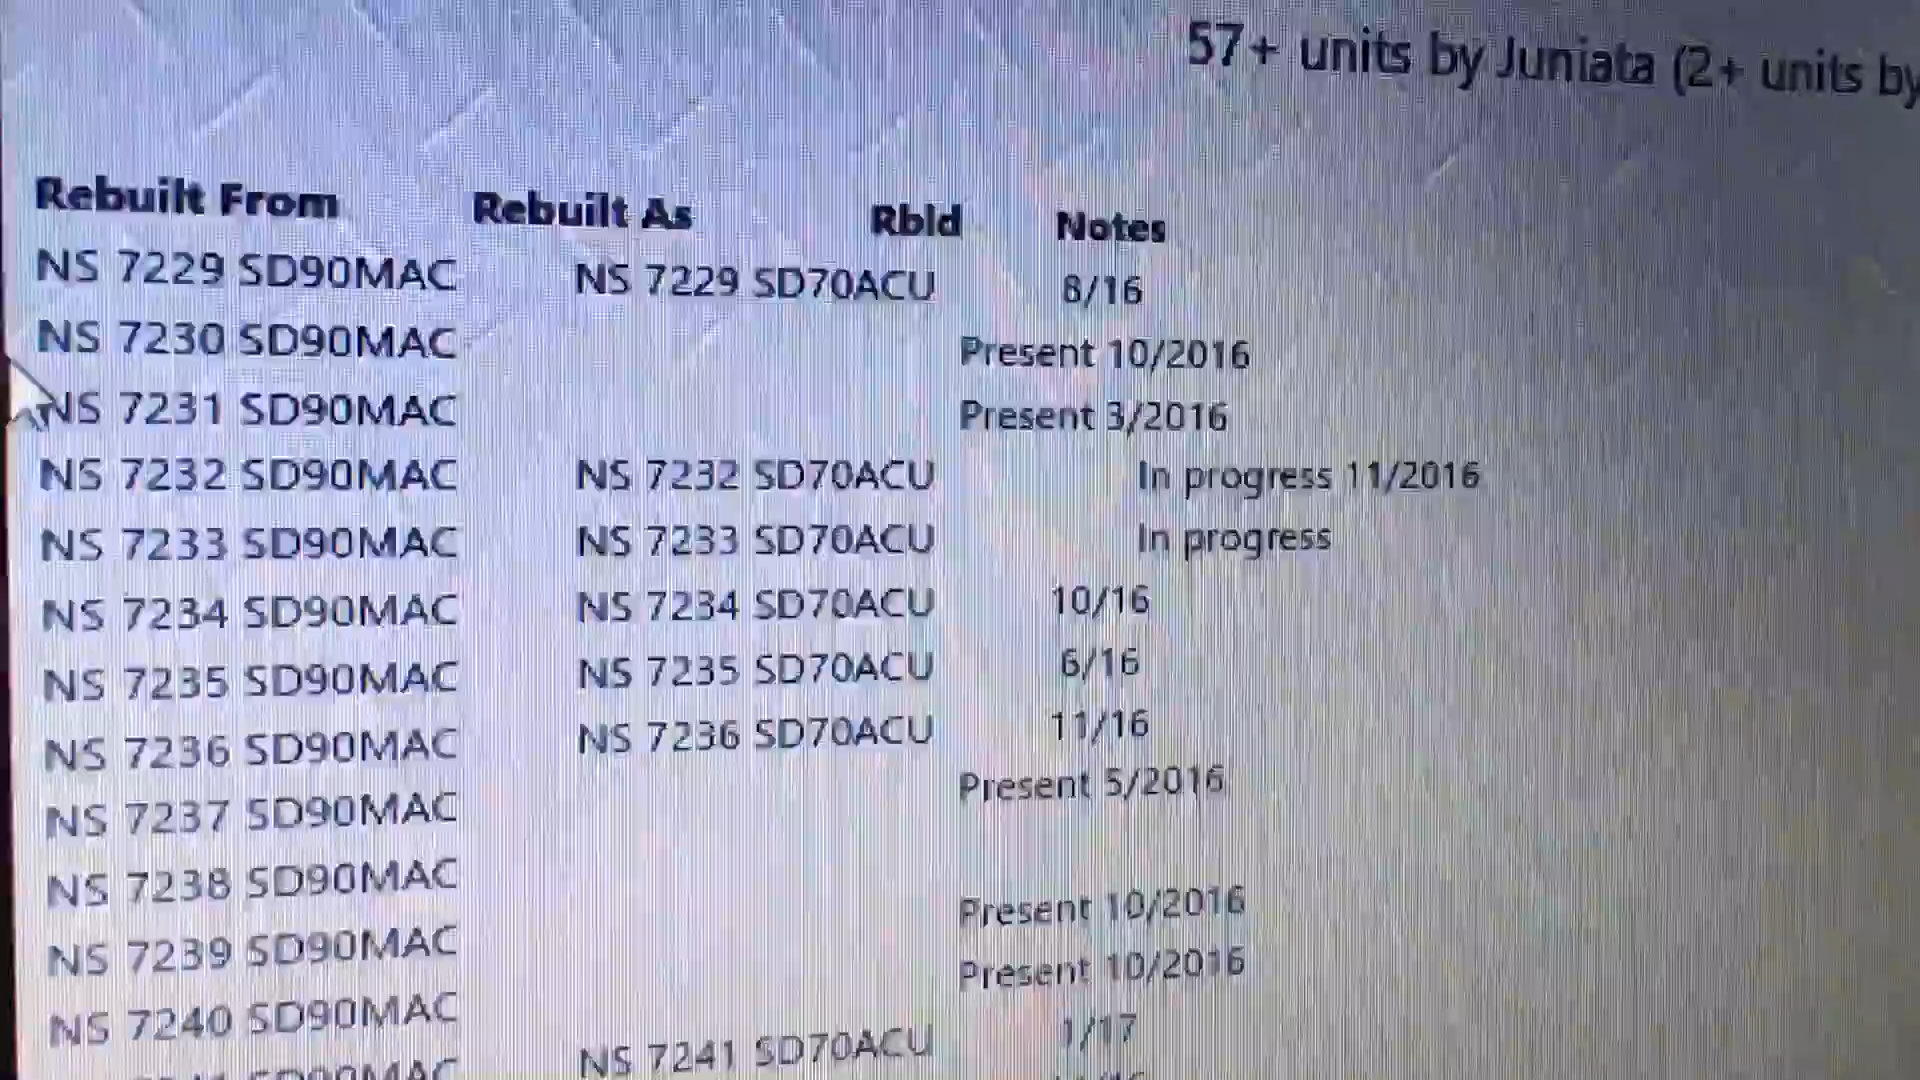 57+ units by Juniata (2+ units by
Rebuilt From Rebuilt As Rbld Notes
NS 7229 SD90MAC NS 7229 SD70ACU 8/16
NS 7230 SD90MAC Present 10/2016
NS 7231 SD90MAC Present 3/2016
NS 7232 SD90MAC NS 7232 SD70ACU In progress 11/2016
NS 7233 SD90MAC NS 7233 SD70ACU In progress
NS 7234 SD90MAC NS 7234 SD70ACU 10/16
NS 7235 SD90MAC NS 7235 SD70ACU 6/16
NS 7236 SD90MAC NS 7236 SD70ACU 11/16
NS 7237 SD90MAC Present 5/2016
NS 7238 SD90MAC
NS 7239 SD90MAC Present 10/2016
NS 7240 SD90MAC Present 10/2016
NS 7241 SD70ACU 1/17